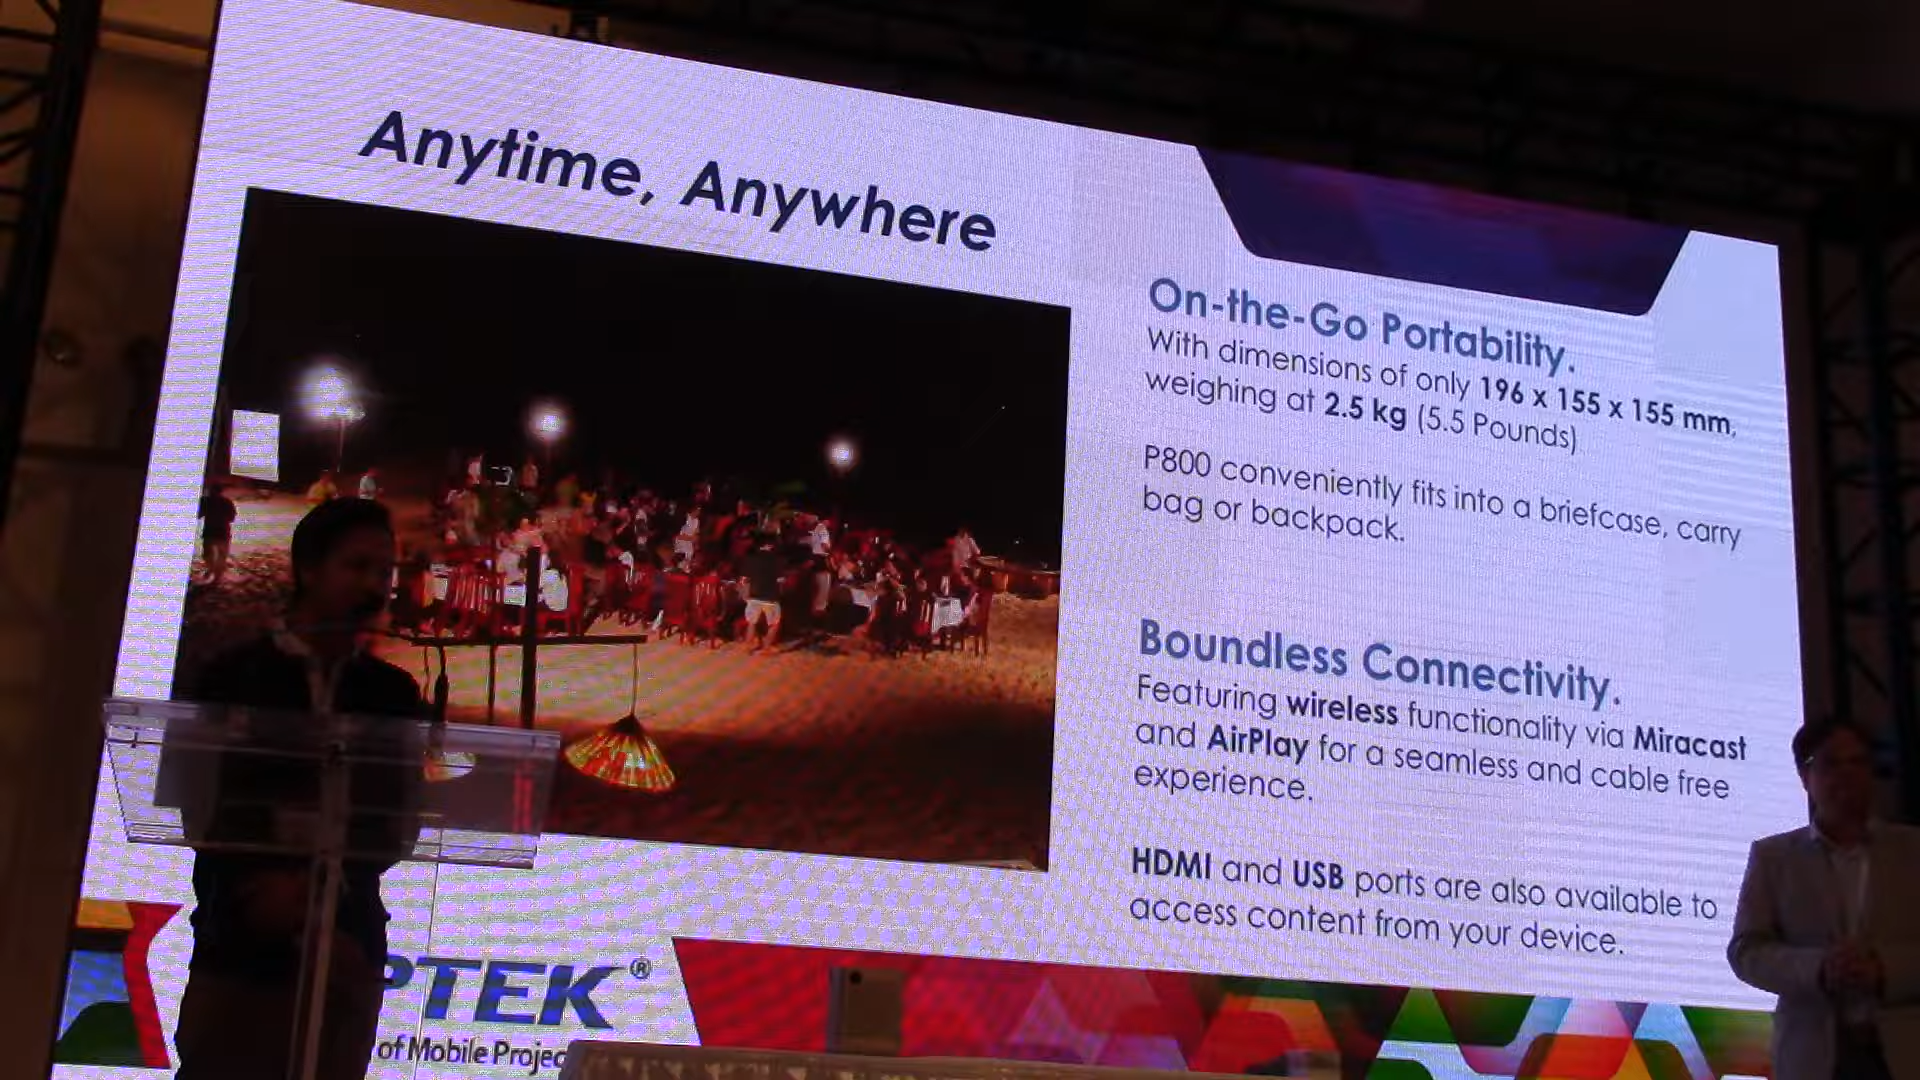 Anytime, Anywhere
On-the-Go Portability.
With dimensions of only 196 x 155 x 155 mm,
weighing at 2.5 kg (5.5 Pounds)
P800 conveniently fits into a briefcase, carry
bag or backpack.
Boundless Connectivity.
Featuring wireless functionality via Miracast
and AirPlay for a seamless and cable free
experience.
HDMI and USB ports are also available to
access content from your device.
PTEK®
of Mobile Projec